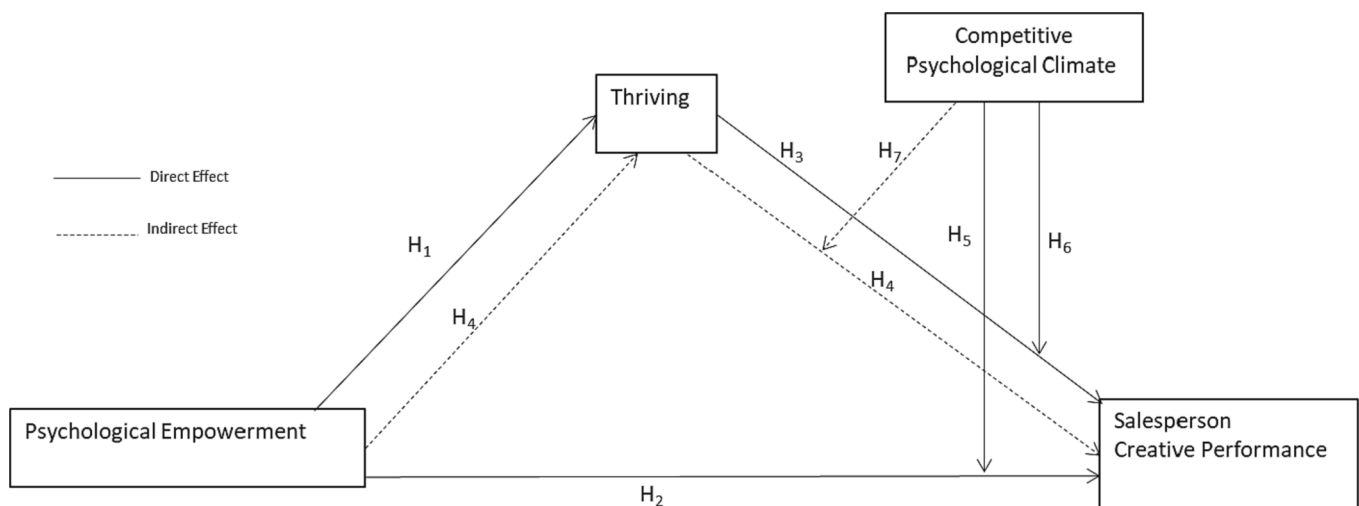 Competitive
Psychological Climate
Thriving
H₃
H₇
Direct Effect
Indirect Effect
H₁
H₅
H₆
H₄
H₄
Psychological Empowerment
Salesperson
Creative Performance
H₂